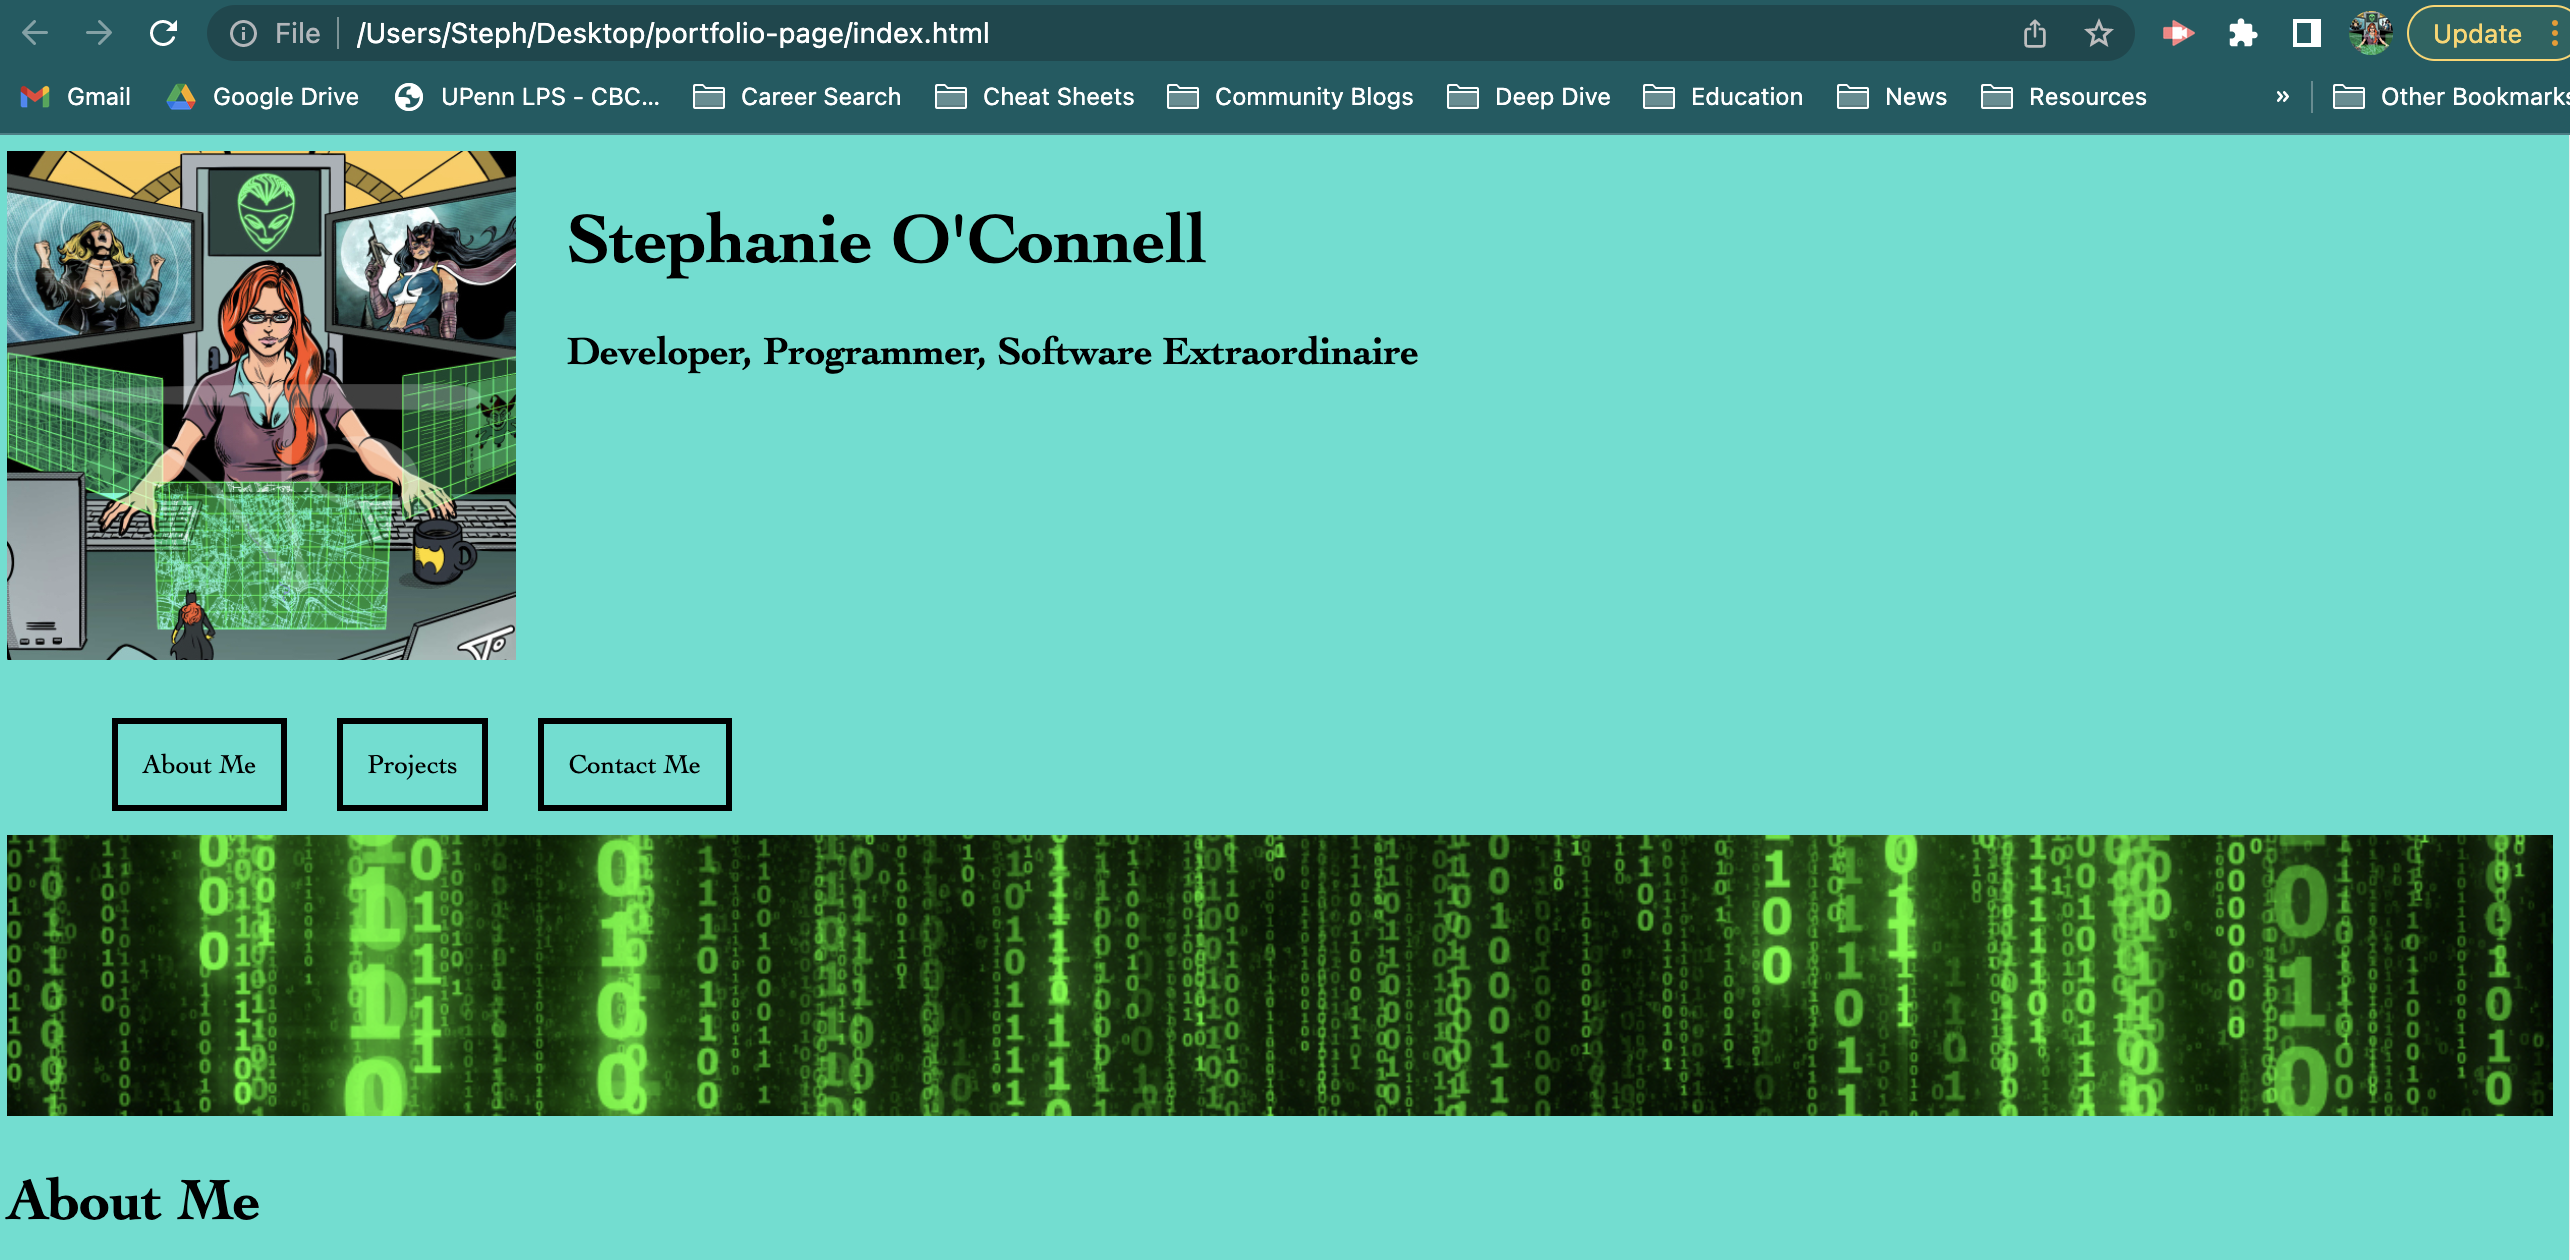 File /Users/Steph/Desktop/portfolio-page/index.html Update
Gmail Google Drive UPenn LPS - CBC... Career Search Cheat Sheets Community Blogs Deep Dive Education News Resources » Other Bookmarks
Stephanie O'Connell
Developer, Programmer, Software Extraordinaire
About Me Projects Contact Me
About Me